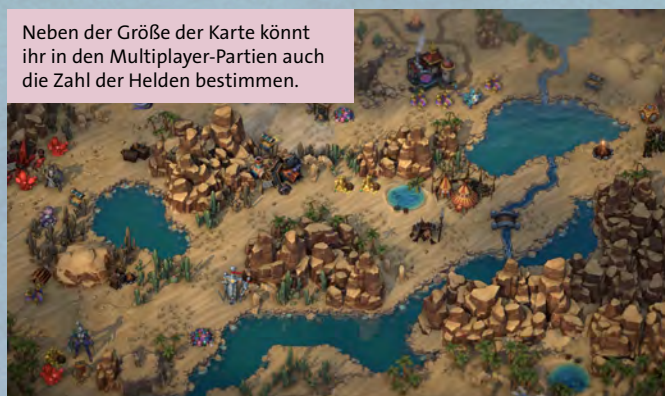 Neben der Größe der Karte könnt
ihr in den Multiplayer-Partien auch
die Zahl der Helden bestimmen.